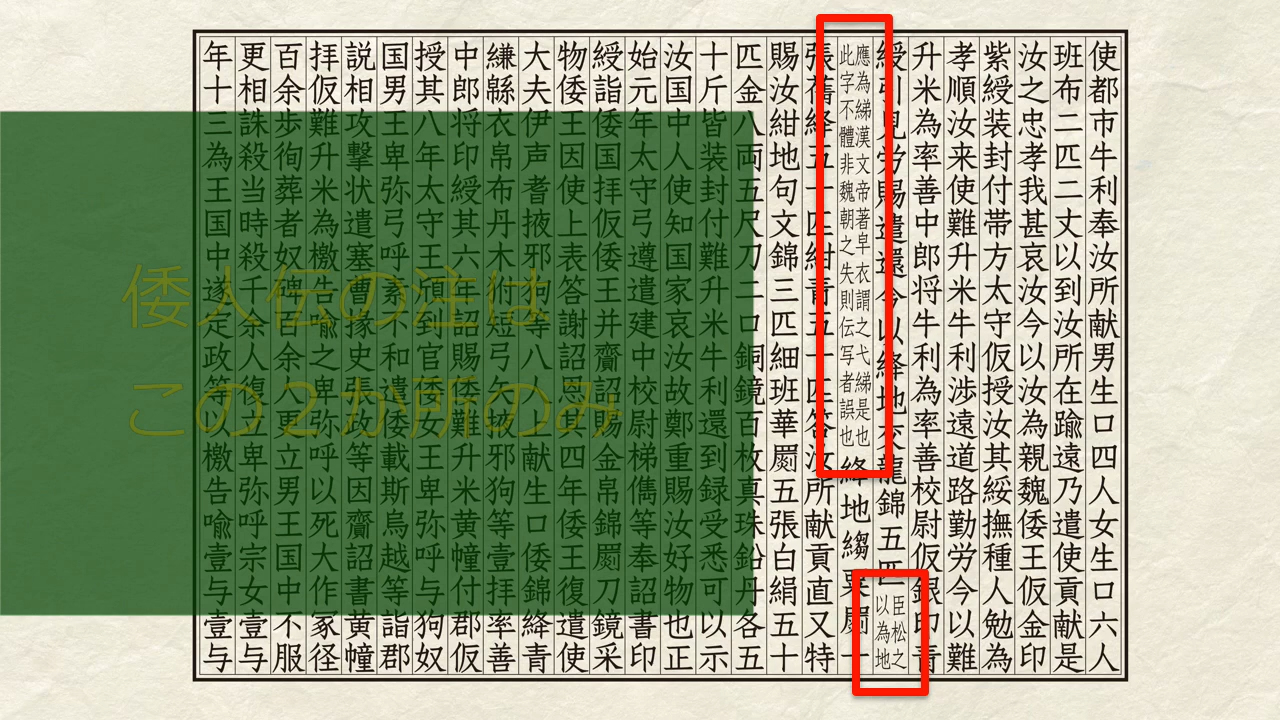 使都市牛利奉汝所献男生口四人女生口六人
班布二匹二丈以到汝所在踰遠乃遣使貢献是
汝之忠孝我甚哀汝今以汝為親魏倭王仮金印
紫綬装封付帯方太守仮授汝其綏撫種人勉為
孝順汝来使難升米牛利渉遠道路勤労今以難
升米為率善中郎将牛利為率善校尉仮銀印青
綬引見労賜遣還今以絳地交龍錦五匹
臣松之
以為地
應為綈漢文帝著皁衣謂之弋綈是也
此字不體非魏朝之失則伝写者誤也
絳地縐粟罽十
張蒨絳五十匹紺青五十匹答汝所献貢直又特
賜汝紺地句文錦三匹細班華罽五張白絹五十
匹金八両五尺刀二口銅鏡百枚真珠鉛丹各五
十斤皆装封付難升米牛利還到録受悉可以示
汝国中人使知国家哀汝故鄭重賜汝好物也正
始元年太守弓遵遣建中校尉梯儁等奉詔書印
綬詣倭国拝仮倭王并齎詔賜金帛錦罽刀鏡采
物倭王因使上表答謝詔恩其四年倭王復遣使
大夫伊声耆掖邪狗等八人上献生口倭錦絳青
縑緜衣帛布丹木拊短弓矢掖邪狗等壹拝率善
中郎将印綬其六年詔賜倭難升米黄幢付郡仮
授其八年太守王頎到官倭女王卑弥呼与狗奴
国男王卑弥弓呼素不和遣倭載斯烏越等詣郡
説相攻撃状遣塞曹掾史張政等因齎詔書黄幢
拝仮難升米為檄告喩之卑弥呼以死大作冢径
百余歩徇葬者奴碑百余人更立男王国中不服
更相誅殺当時殺千余人復立卑弥呼宗女壹与
年十三為王国中遂定政等以檄告喩壹与壹与
倭人伝の注は
この２か所のみ